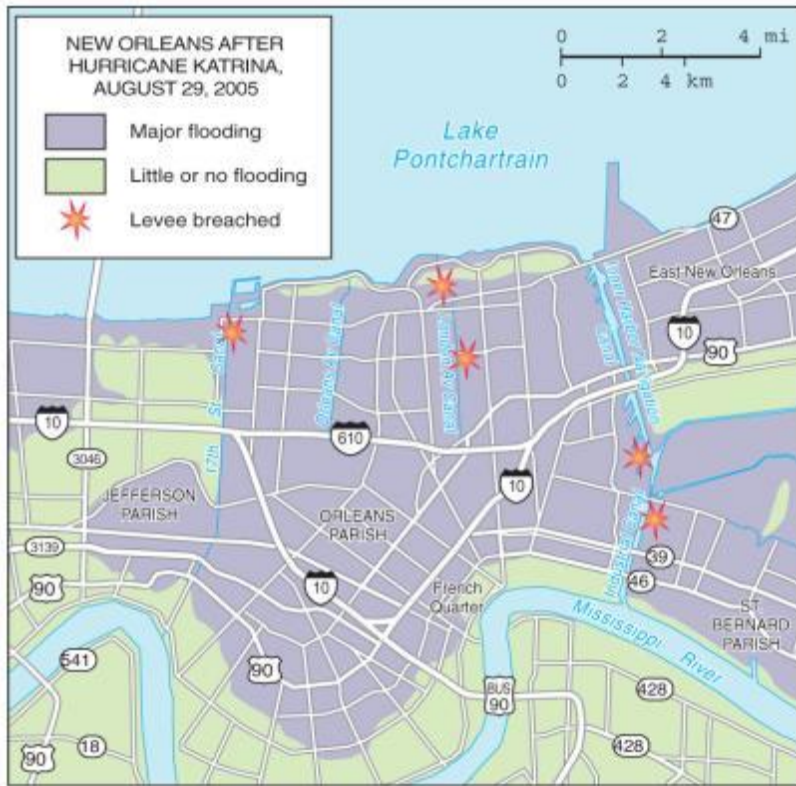 NEW ORLEANS AFTER
HURRICANE KATRINA,
AUGUST 29, 2005
Major flooding
Little or no flooding
Levee breached
0 2 4 mi
0 2 4 km
Lake
Pontchartrain
47
East New Orleans
10
90
17th St. Canal
Orleans Av. Canal
London Av. Canal
Inner Harbor Navigation
Canal
10
610
3046
10
JEFFERSON
PARISH
ORLEANS
PARISH
3139
90
10
French
Quarter
Industrial Canal
39
46
Mississippi River
ST.
BERNARD
PARISH
541
90
BUS
90
428
18
90
428